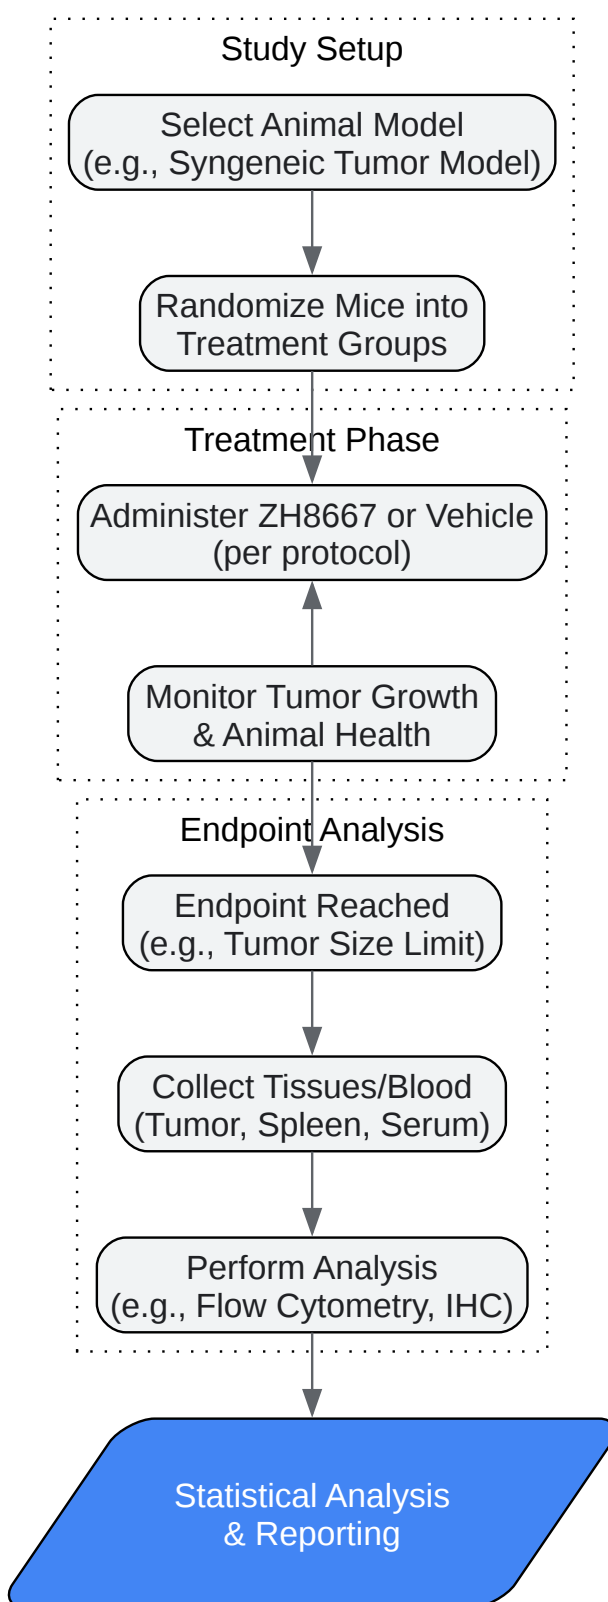 Study Setup
Select Animal Model
(e.g., Syngeneic Tumor Model)
Randomize Mice into
Treatment Groups
Treatment Phase
Administer ZH8667 or Vehicle
(per protocol)
Monitor Tumor Growth
& Animal Health
Endpoint Analysis
Endpoint Reached
(e.g., Tumor Size Limit)
Collect Tissues/Blood
(Tumor, Spleen, Serum)
Perform Analysis
(e.g., Flow Cytometry, IHC)
Statistical Analysis
& Reporting